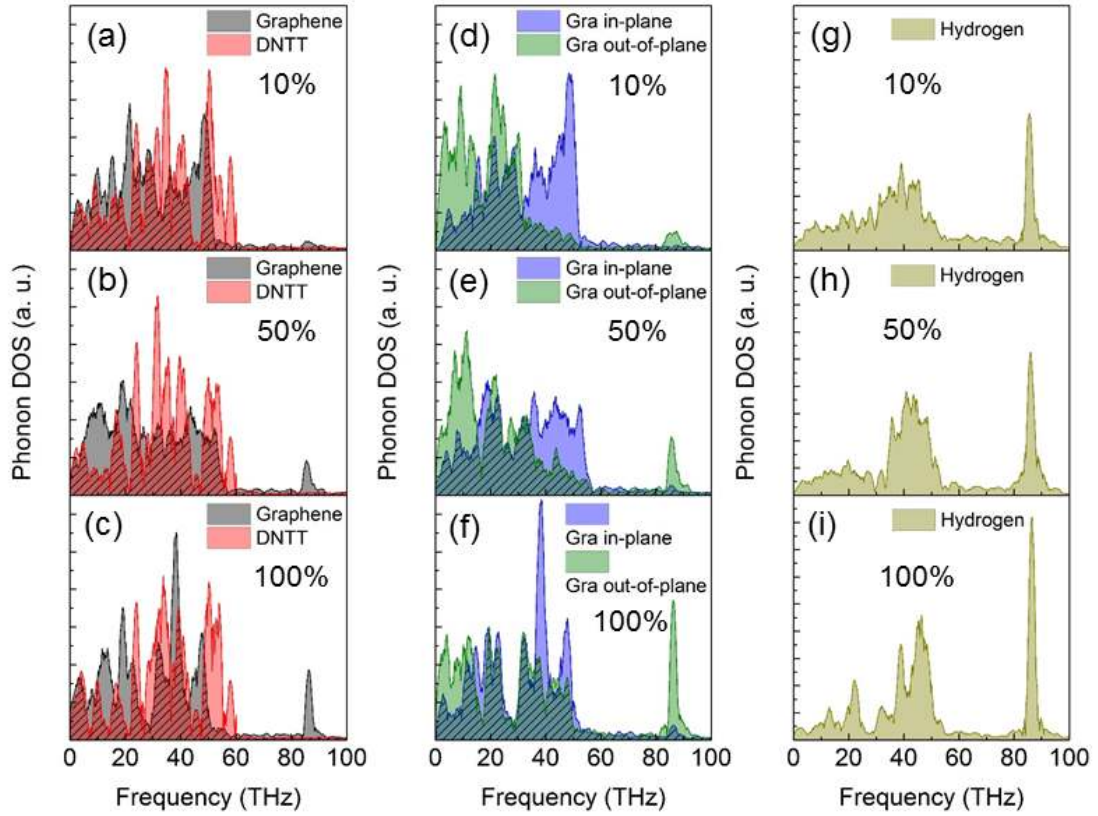 (a)
Graphene
DNTT
10%
(b)
Graphene
DNTT
50%
(c)
Graphene
DNTT
100%
0 20 40 60 80 100
Frequency (THz)
Phonon DOS (a. u.)
(d)
Gra in-plane
Gra out-of-plane
10%
(e)
Gra in-plane
Gra out-of-plane
50%
(f)
Gra in-plane
Gra out-of-plane
100%
0 20 40 60 80 100
Frequency (THz)
Phonon DOS (a. u.)
(g)
Hydrogen
10%
(h)
Hydrogen
50%
(i)
Hydrogen
100%
0 20 40 60 80 100
Frequency (THz)
Phonon DOS (a. u.)